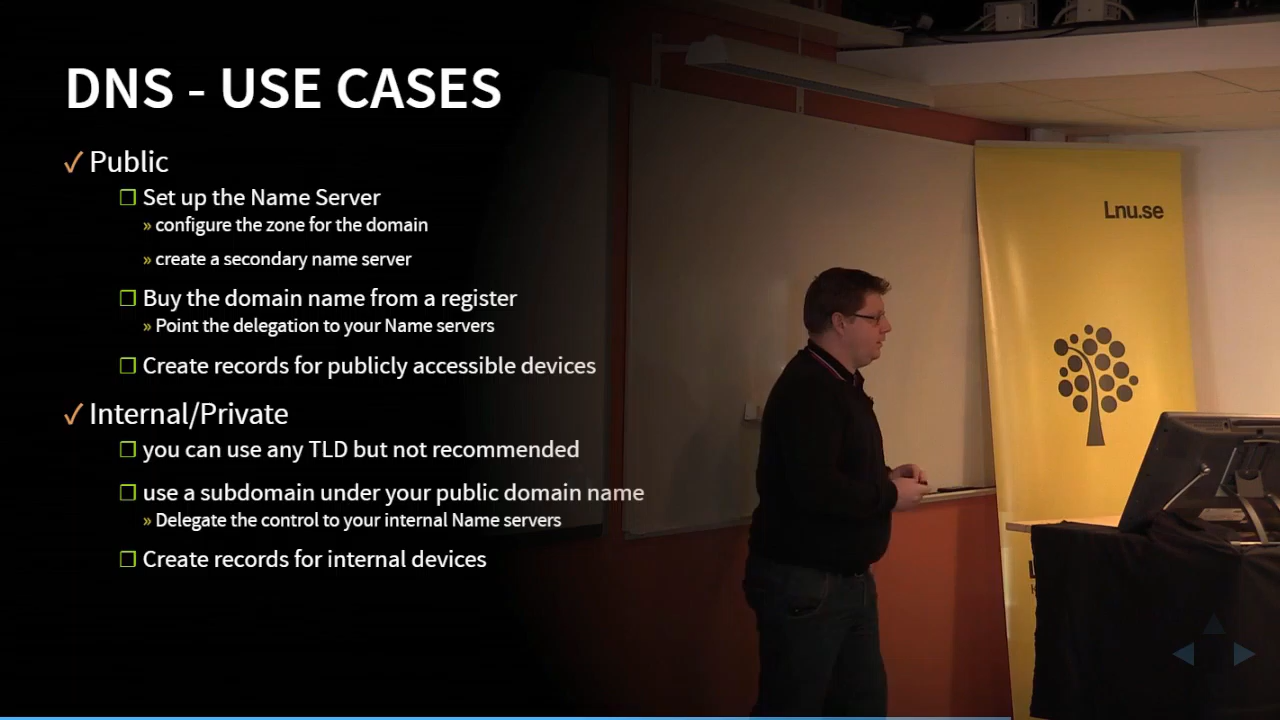 DNS - USE CASES
✓ Public
❐ Set up the Name Server
» configure the zone for the domain
» create a secondary name server
❐ Buy the domain name from a register
» Point the delegation to your Name servers
❐ Create records for publicly accessible devices
✓ Internal/Private
❐ you can use any TLD but not recommended
❐ use a subdomain under your public domain name
» Delegate the control to your internal Name servers
❐ Create records for internal devices
Lnu.se